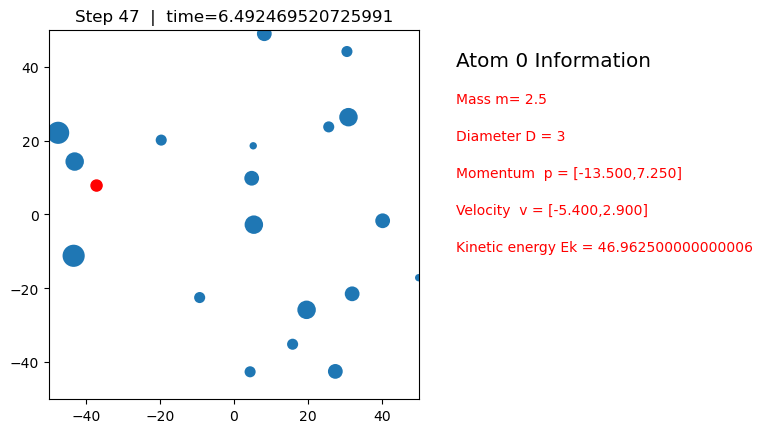 Step 47  |  time=6.492469520725991
Atom 0 Information
Mass m= 2.5
Diameter D = 3
Momentum  p = [-13.500,7.250]
Velocity  v = [-5.400,2.900]
Kinetic energy Ek = 46.962500000000006
40
20
0
−20
−40
−40 −20 0 20 40